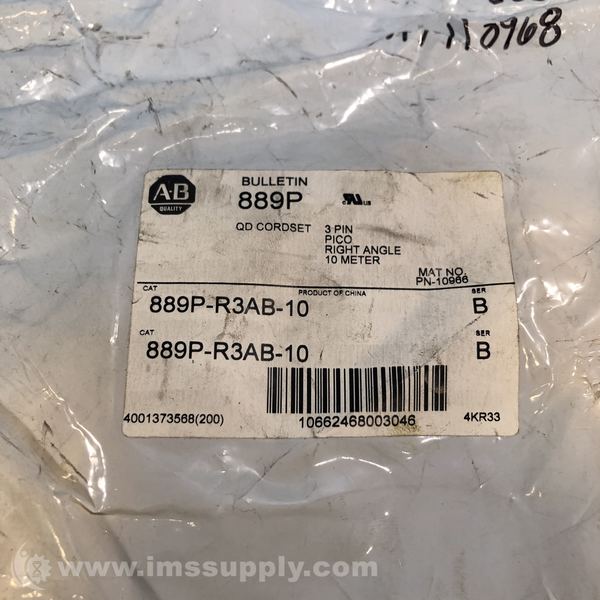 110968
A-B
QUALITY
BULLETIN
889P
QD CORDSET
3 PIN
PICO
RIGHT ANGLE
10 METER
MAT NO.
PN-10966
CAT
PRODUCT OF CHINA
SER
889P-R3AB-10
B
CAT
SER
889P-R3AB-10
B
4001373568(200)
10662468003046
4KR33
www.imssupply.com